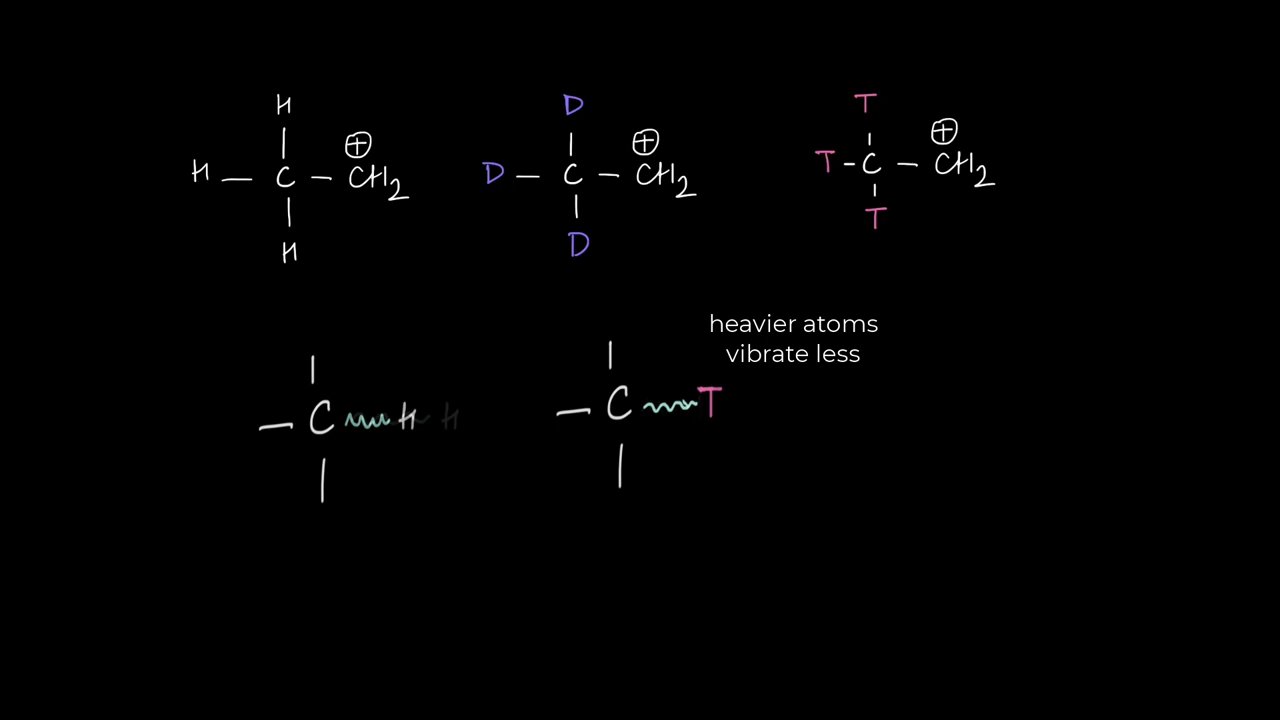 H D T
H — C — CH2 D — C — CH2 T - C — CH2
⊕ ⊕ ⊕
H D T
heavier atoms
vibrate less
— C H H — C T